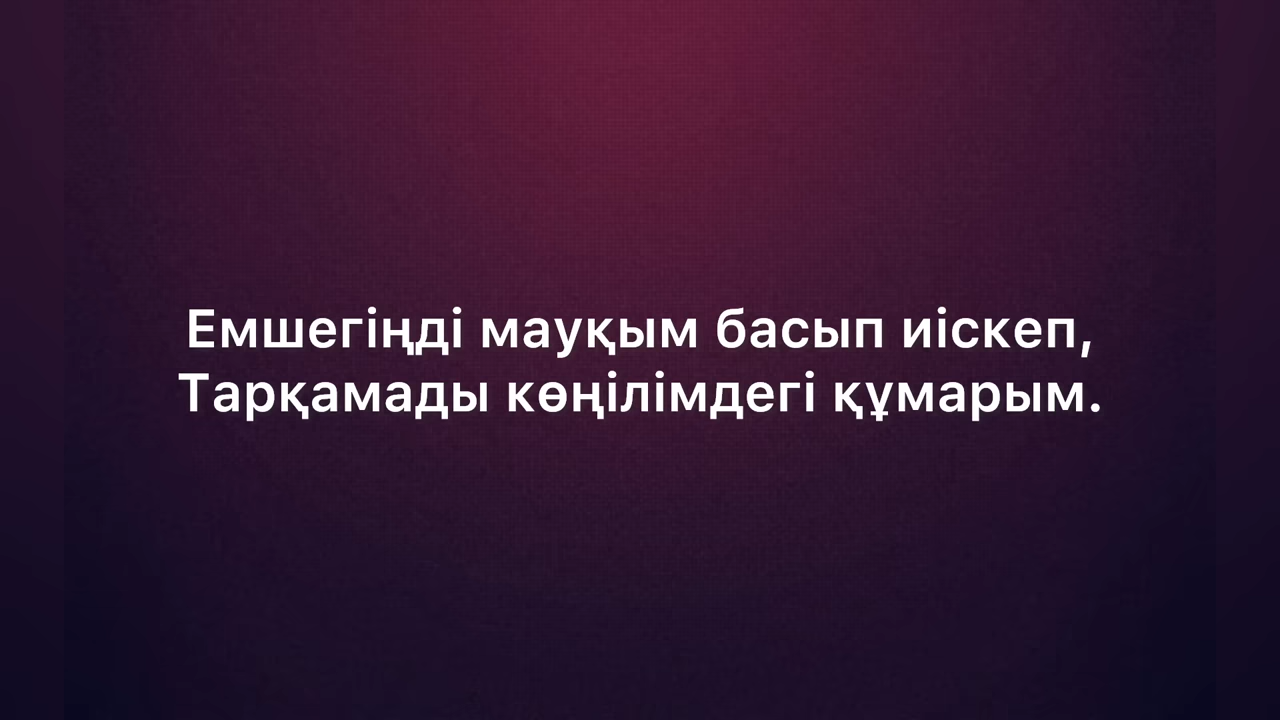 Емшегіңді мауқым басып иіскеп,
Тарқамады көңілімдегі құмарым.